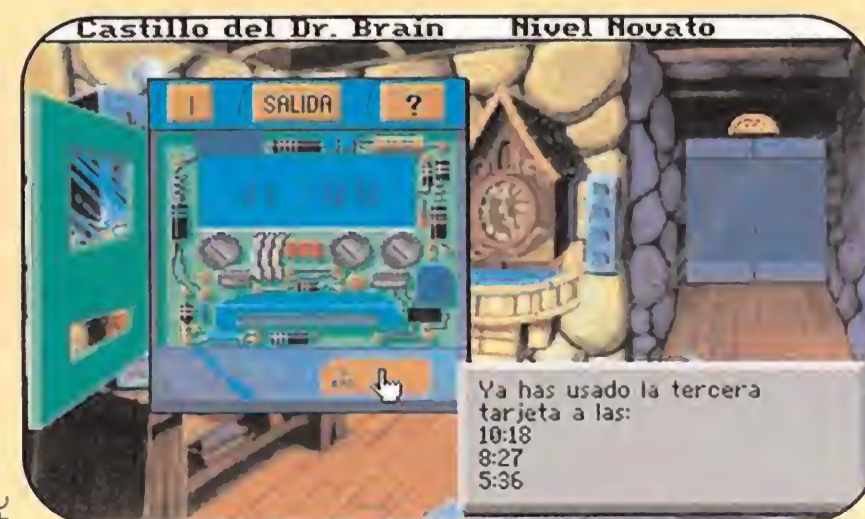 Castillo del Dr. Brain Nivel Novato
SALIDA ?
Ya has usado la tercera
tarjeta a las:
10:18
8:27
5:36
PC